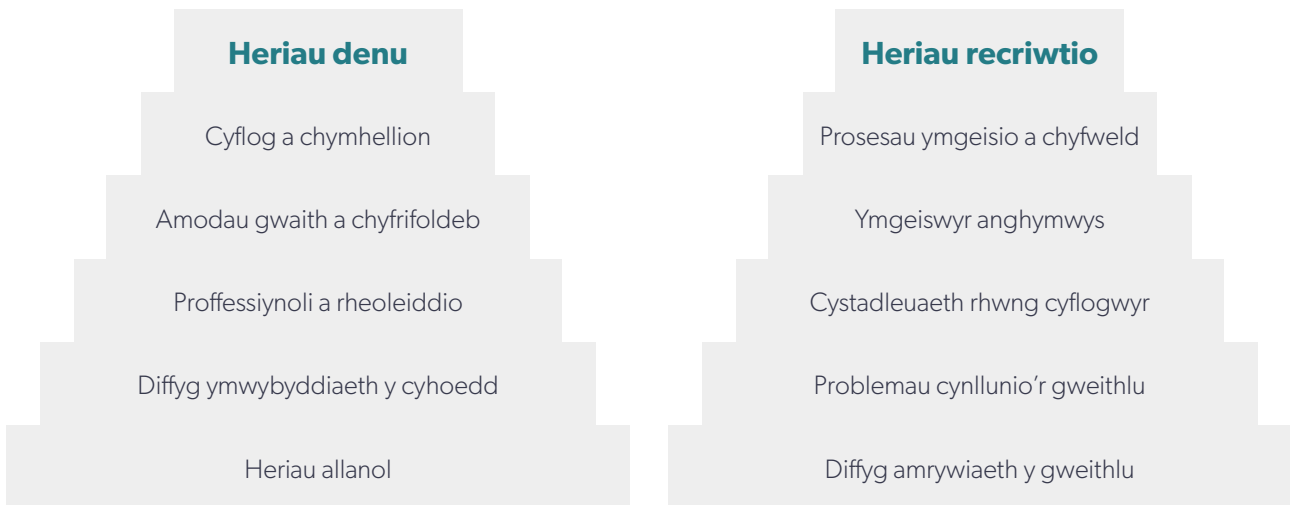 Heriau denu
Cyflog a chymhellion
Amodau gwaith a chyfrifoldeb
Proffessiynoli a rheoleiddio
Diffyg ymwybyddiaeth y cyhoedd
Heriau allanol
Heriau recriwtio
Prosesau ymgeisio a chyfweld
Ymgeiswyr anghymwys
Cystadleuaeth rhwng cyflogwyr
Problemau cynllunio’r gweithlu
Diffyg amrywiaeth y gweithlu